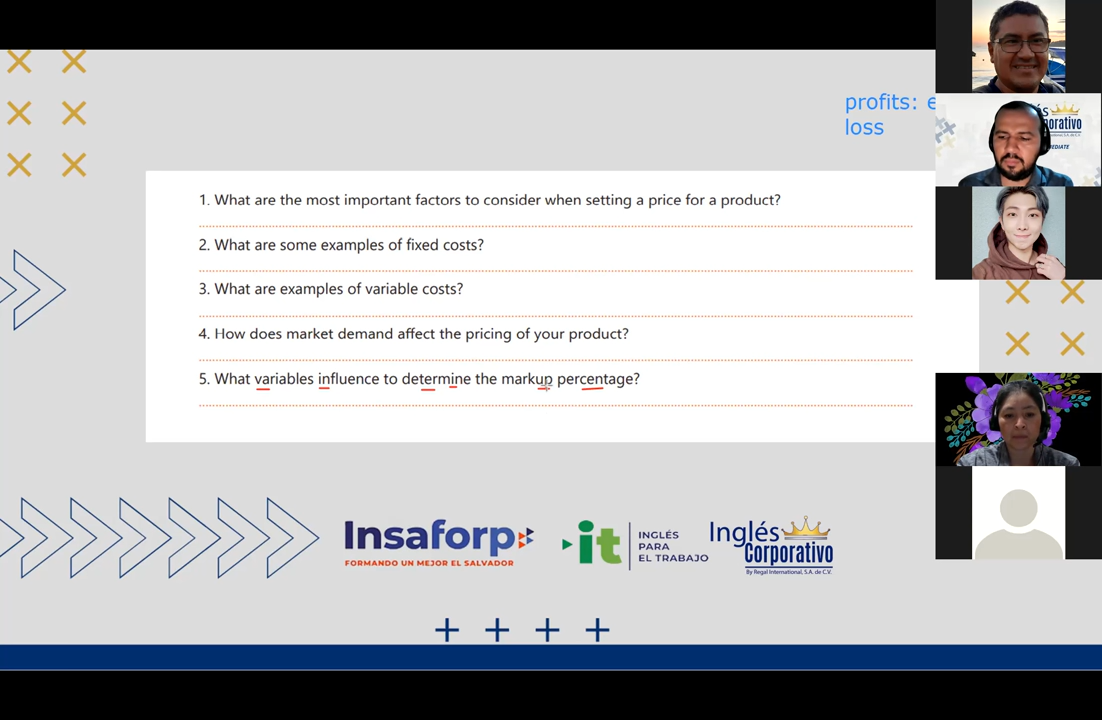 profits: e
loss
1. What are the most important factors to consider when setting a price for a product?
2. What are some examples of fixed costs?
3. What are examples of variable costs?
4. How does market demand affect the pricing of your product?
5. What variables influence to determine the markup percentage?
Insaforp
FORMANDO UN MEJOR EL SALVADOR
it
INGLÉS
PARA
EL TRABAJO
Inglés
Corporativo
By Regal International, S.A. de C.V.